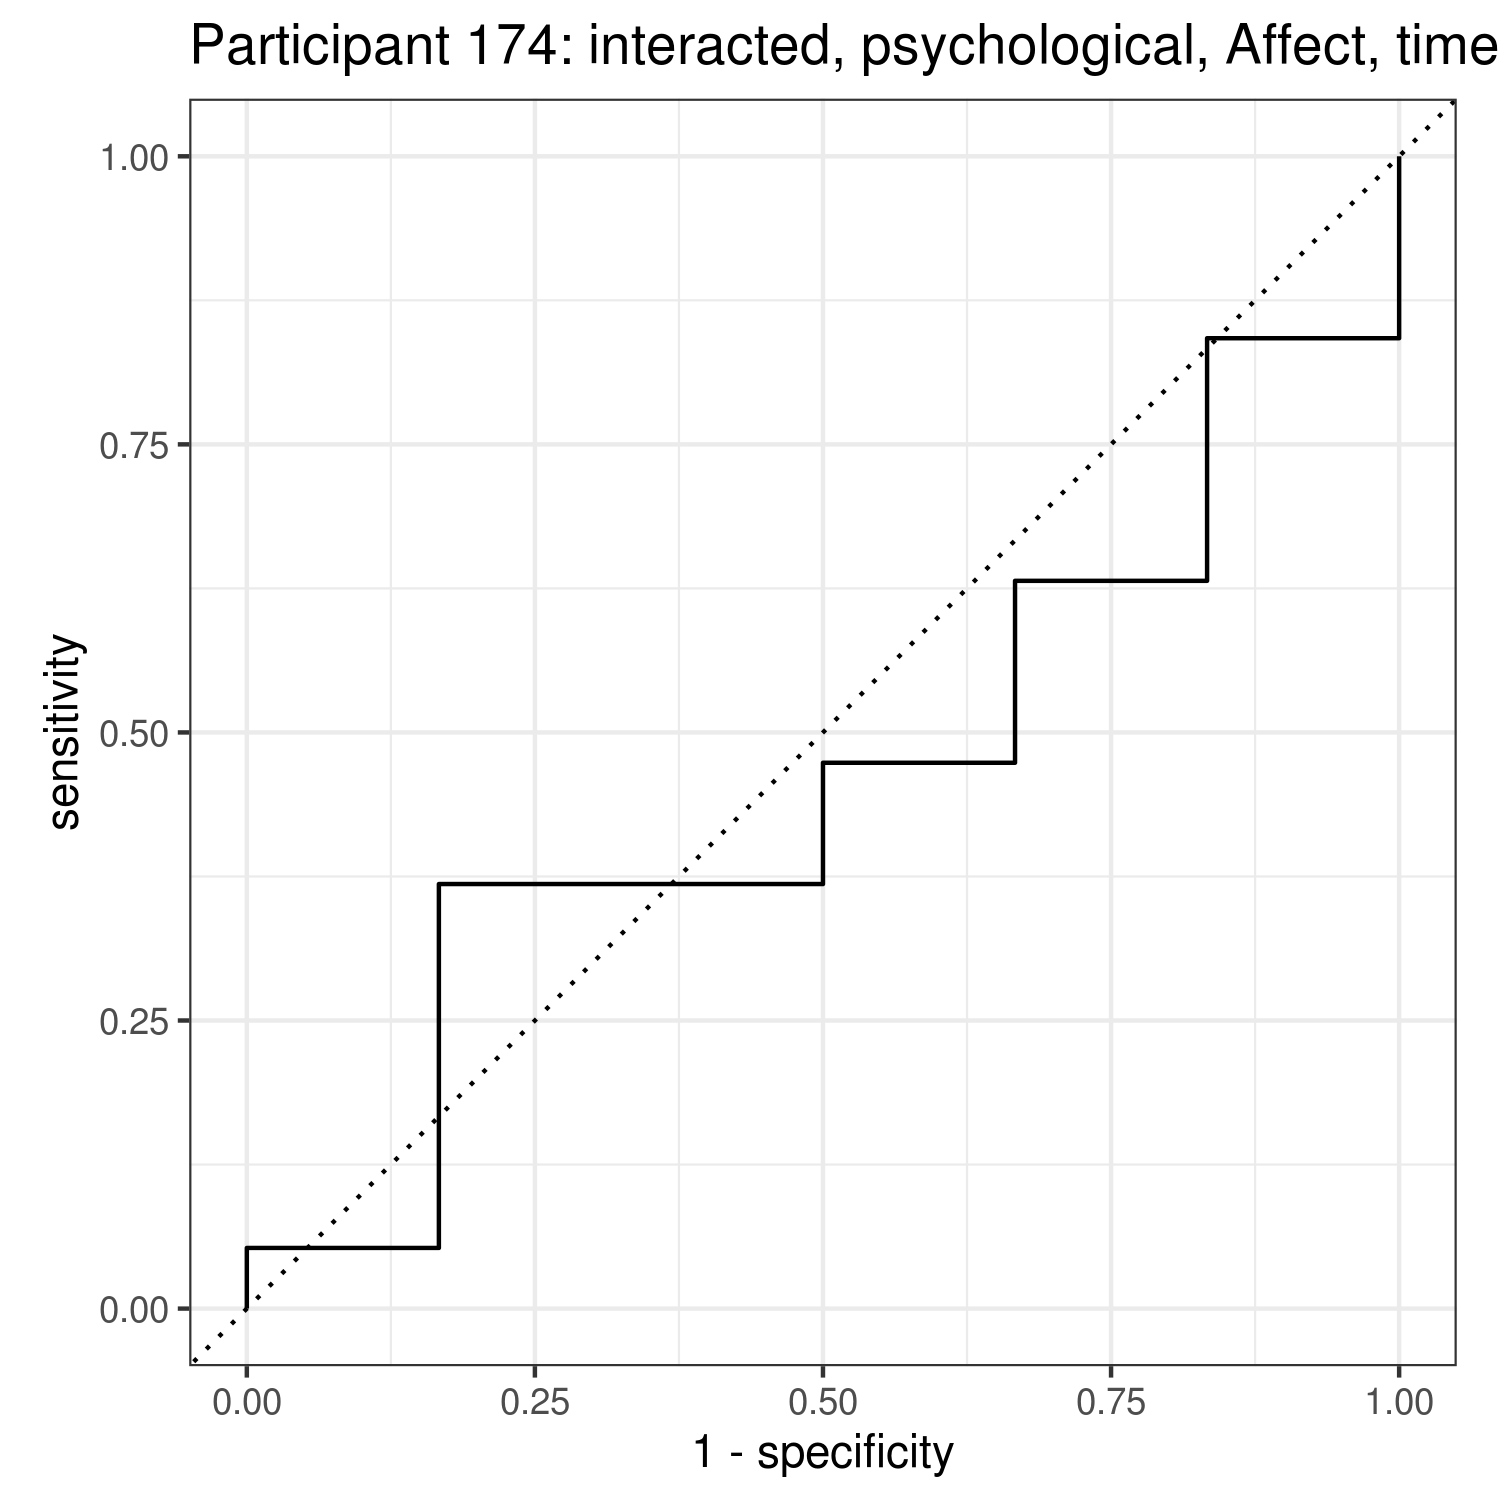 Participant 174: interacted, psychological, Affect, time
1.00
0.75
0.50
0.25
0.00
sensitivity
0.00 0.25 0.50 0.75 1.00
1 - specificity